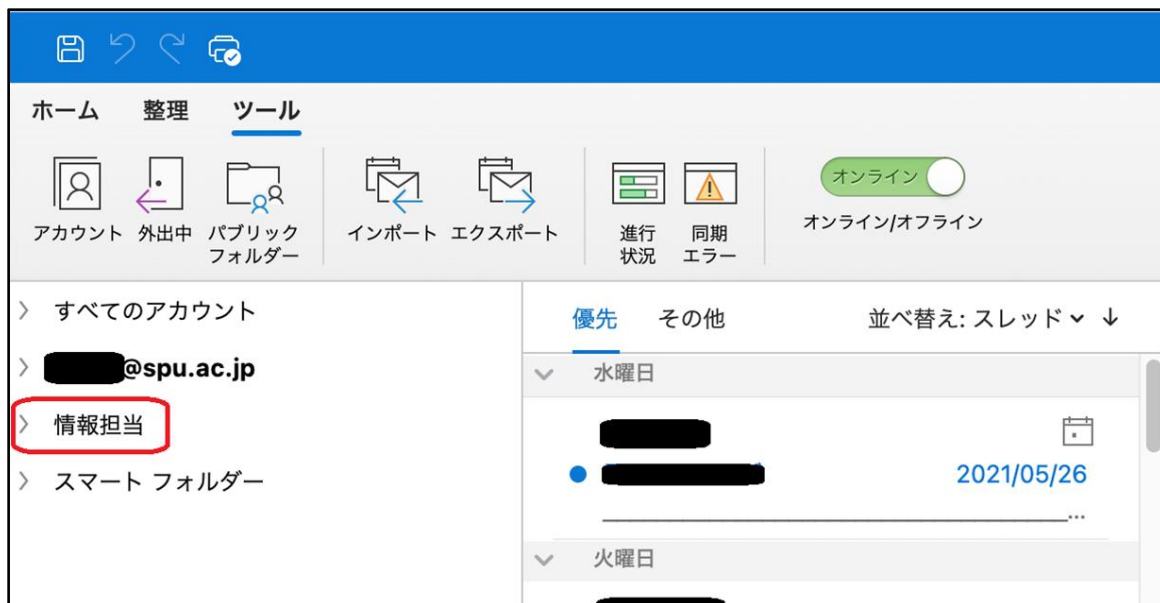 ホーム 整理 ツール
オンライン
アカウント 外出中 パブリック フォルダー インポート エクスポート 進行 状況 同期 エラー オンライン/オフライン
すべてのアカウント
@spu.ac.jp
情報担当
スマート フォルダー
優先 その他 並べ替え: スレッド
水曜日
2021/05/26
火曜日